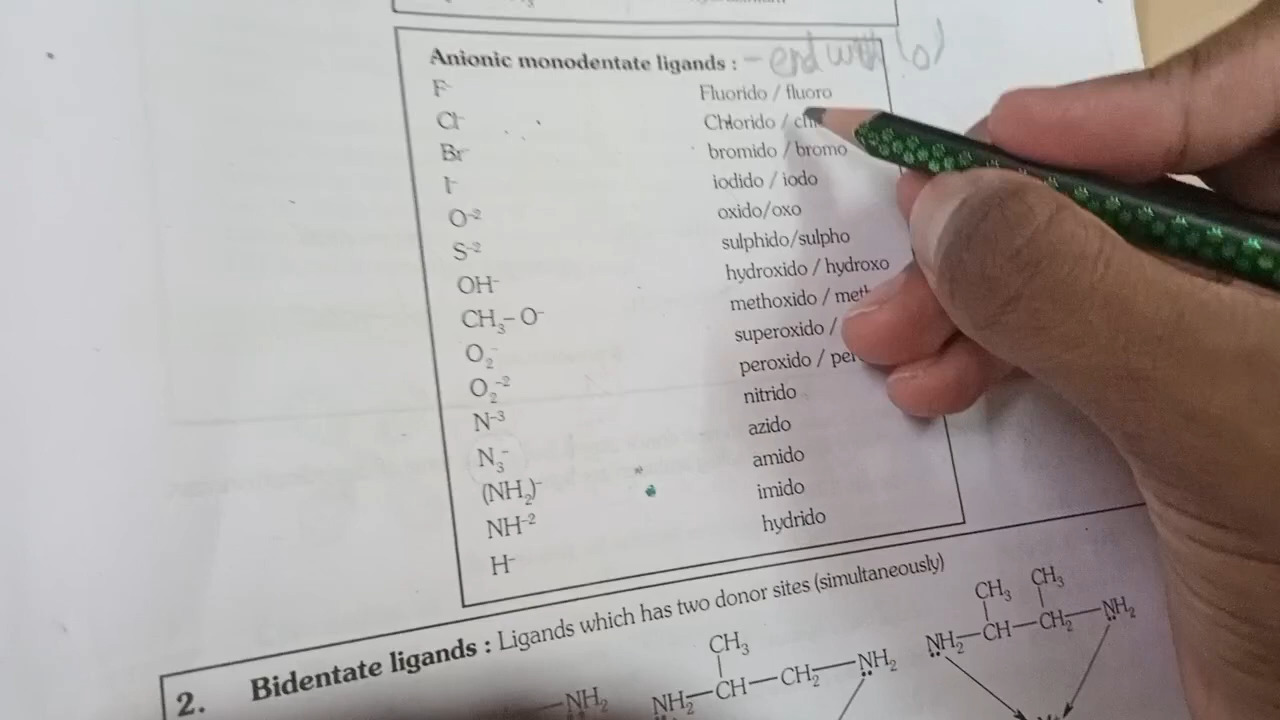 Anionic monodentate ligands : - end with (o)
F⁻ Fluorido / fluoro
Cl⁻ Chlorido /
Br⁻ bromido / bromo
I⁻ iodido / iodo
O⁻² oxido/oxo
S⁻² sulphido/sulpho
OH⁻ hydroxido / hydroxo
CH₃–O⁻ methoxido /
O₂⁻ superoxido /
O₂⁻² peroxido /
N⁻³ nitrido
N₃⁻ azido
(NH₂)⁻ amido
NH⁻² imido
H⁻ hydrido
2. Bidentate ligands : Ligands which has two donor sites (simultaneously)
CH₃ CH₃ CH₃
—NH₂ NH₂—CH—CH₂—NH₂ NH₂—CH—CH₂—NH₂